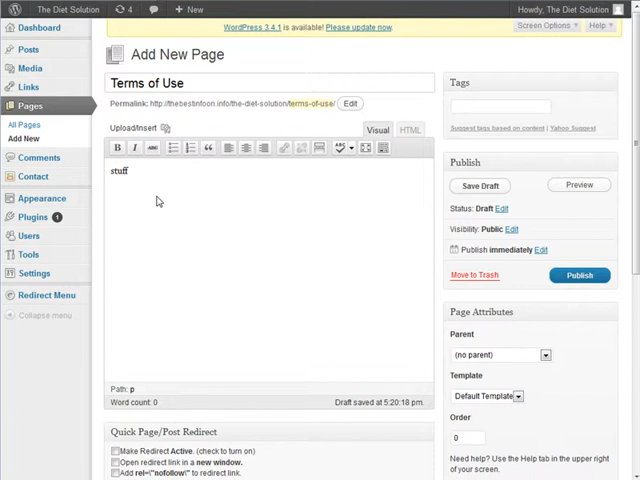 The Diet Solution 4 + New Howdy, The Diet Solution
WordPress 3.4.1 is available! Please update now.
Screen Options Help
Dashboard
Posts
Media
Links
Pages
All Pages
Add New
Comments
Contact
Appearance
Plugins 1
Users
Tools
Settings
Redirect Menu
Collapse menu
Add New Page
Terms of Use
Permalink: http://thebestinfoon.info/the-diet-solution/terms-of-use/ Edit
Upload/Insert
Visual HTML
B I ABC ABC
stuff
Path: p
Word count: 0 Draft saved at 5:20:18 pm.
Quick Page/Post Redirect
Make Redirect Active. (check to turn on)
Open redirect link in a new window.
Add rel=\"nofollow\" to redirect link.
Tags
Suggest tags based on content | Yahoo Suggest
Publish
Save Draft Preview
Status: Draft Edit
Visibility: Public Edit
Publish immediately Edit
Move to Trash Publish
Page Attributes
Parent
(no parent)
Template
Default Template
Order
0
Need help? Use the Help tab in the upper right
of your screen.